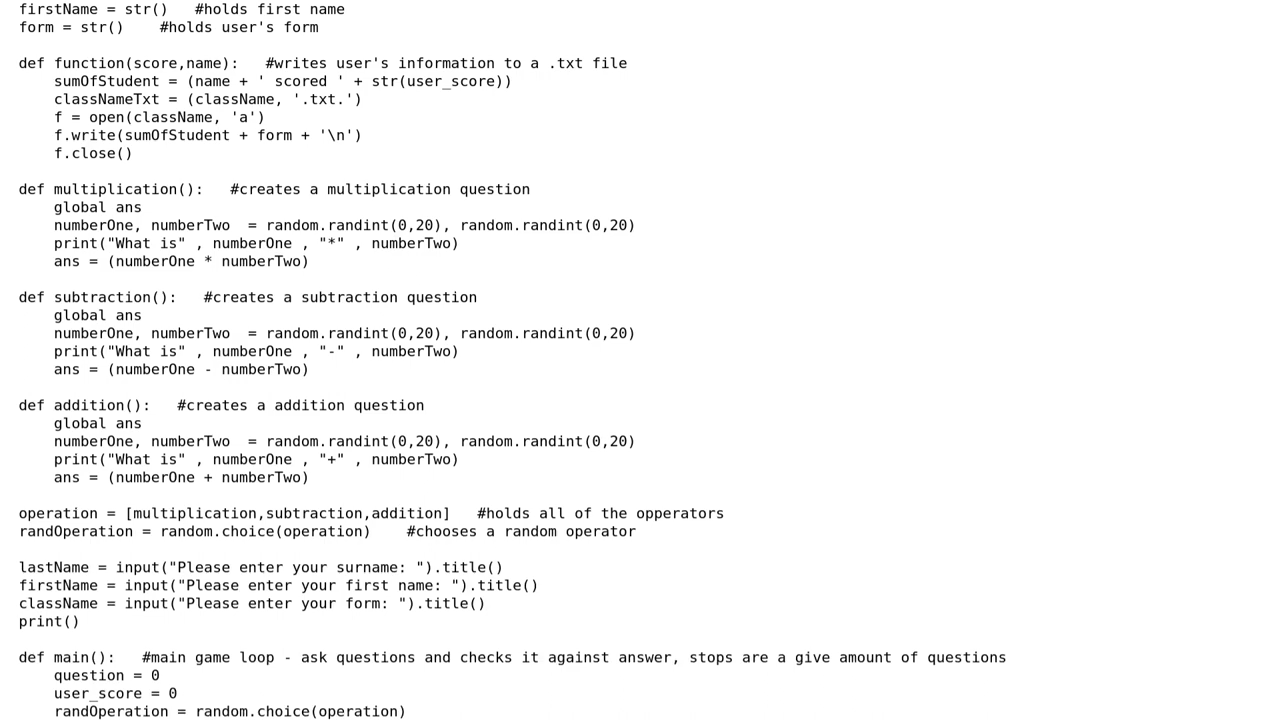 firstName = str()   #holds first name
form = str()    #holds user's form

def function(score,name):   #writes user's information to a .txt file
    sumOfStudent = (name + ' scored ' + str(user_score))
    classNameTxt = (className, '.txt.')
    f = open(className, 'a')
    f.write(sumOfStudent + form + '\n')
    f.close()

def multiplication():   #creates a multiplication question
    global ans
    numberOne, numberTwo  = random.randint(0,20), random.randint(0,20)
    print("What is" , numberOne , "*" , numberTwo)
    ans = (numberOne * numberTwo)

def subtraction():   #creates a subtraction question
    global ans
    numberOne, numberTwo  = random.randint(0,20), random.randint(0,20)
    print("What is" , numberOne , "-" , numberTwo)
    ans = (numberOne - numberTwo)

def addition():   #creates a addition question
    global ans
    numberOne, numberTwo  = random.randint(0,20), random.randint(0,20)
    print("What is" , numberOne , "+" , numberTwo)
    ans = (numberOne + numberTwo)

operation = [multiplication,subtraction,addition]   #holds all of the opperators
randOperation = random.choice(operation)    #chooses a random operator

lastName = input("Please enter your surname: ").title()
firstName = input("Please enter your first name: ").title()
className = input("Please enter your form: ").title()
print()

def main():   #main game loop - ask questions and checks it against answer, stops are a give amount of questions
    question = 0
    user_score = 0
    randOperation = random.choice(operation)